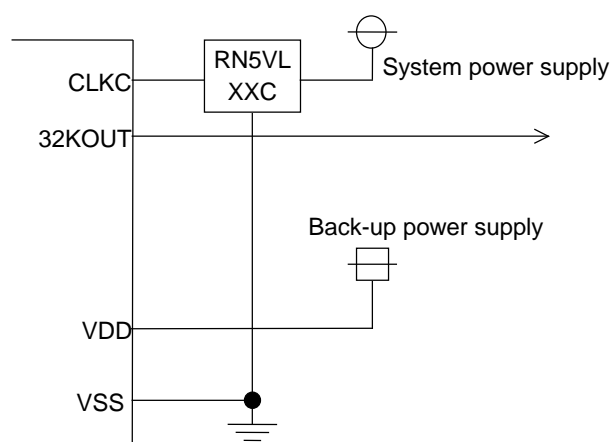 RN5VL
XXC
System power supply
CLKC
32KOUT
Back-up power supply
VDD
VSS